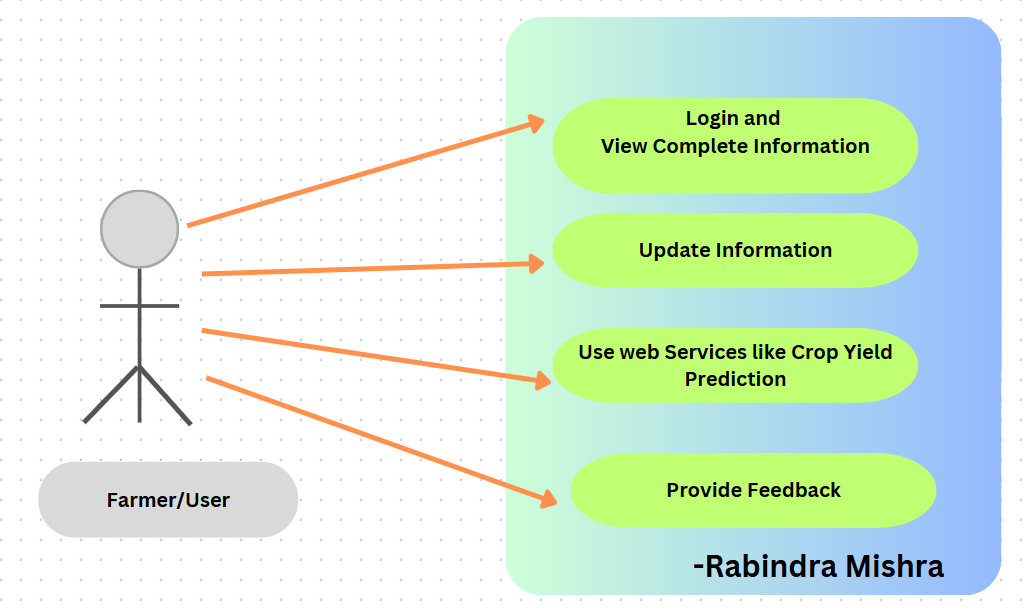 Login and
View Complete Information
Update Information
Use web Services like Crop Yield
Prediction
Provide Feedback
Farmer/User
-Rabindra Mishra